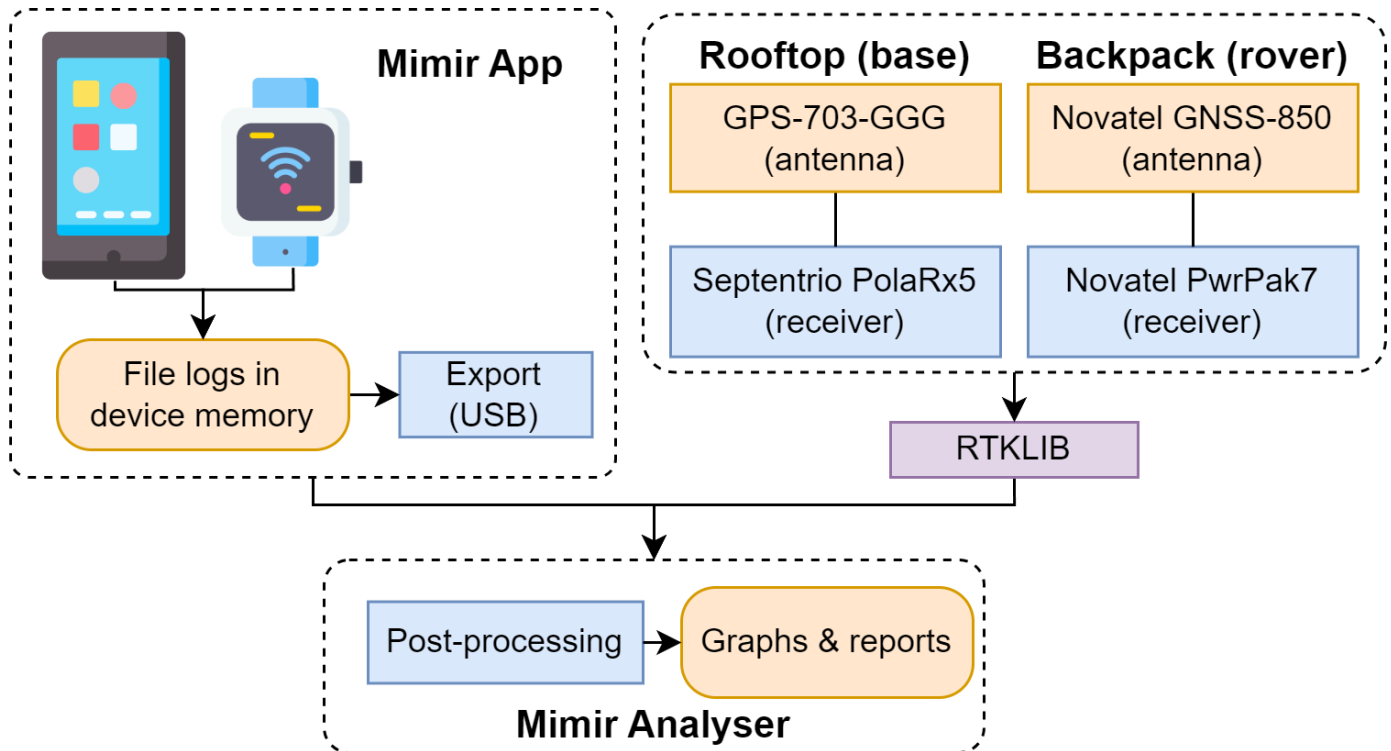 Mimir App
File logs in
device memory
Export
(USB)
Rooftop (base)
GPS-703-GGG
(antenna)
Septentrio PolaRx5
(receiver)
Backpack (rover)
Novatel GNSS-850
(antenna)
Novatel PwrPak7
(receiver)
RTKLIB
Post-processing
Graphs & reports
Mimir Analyser